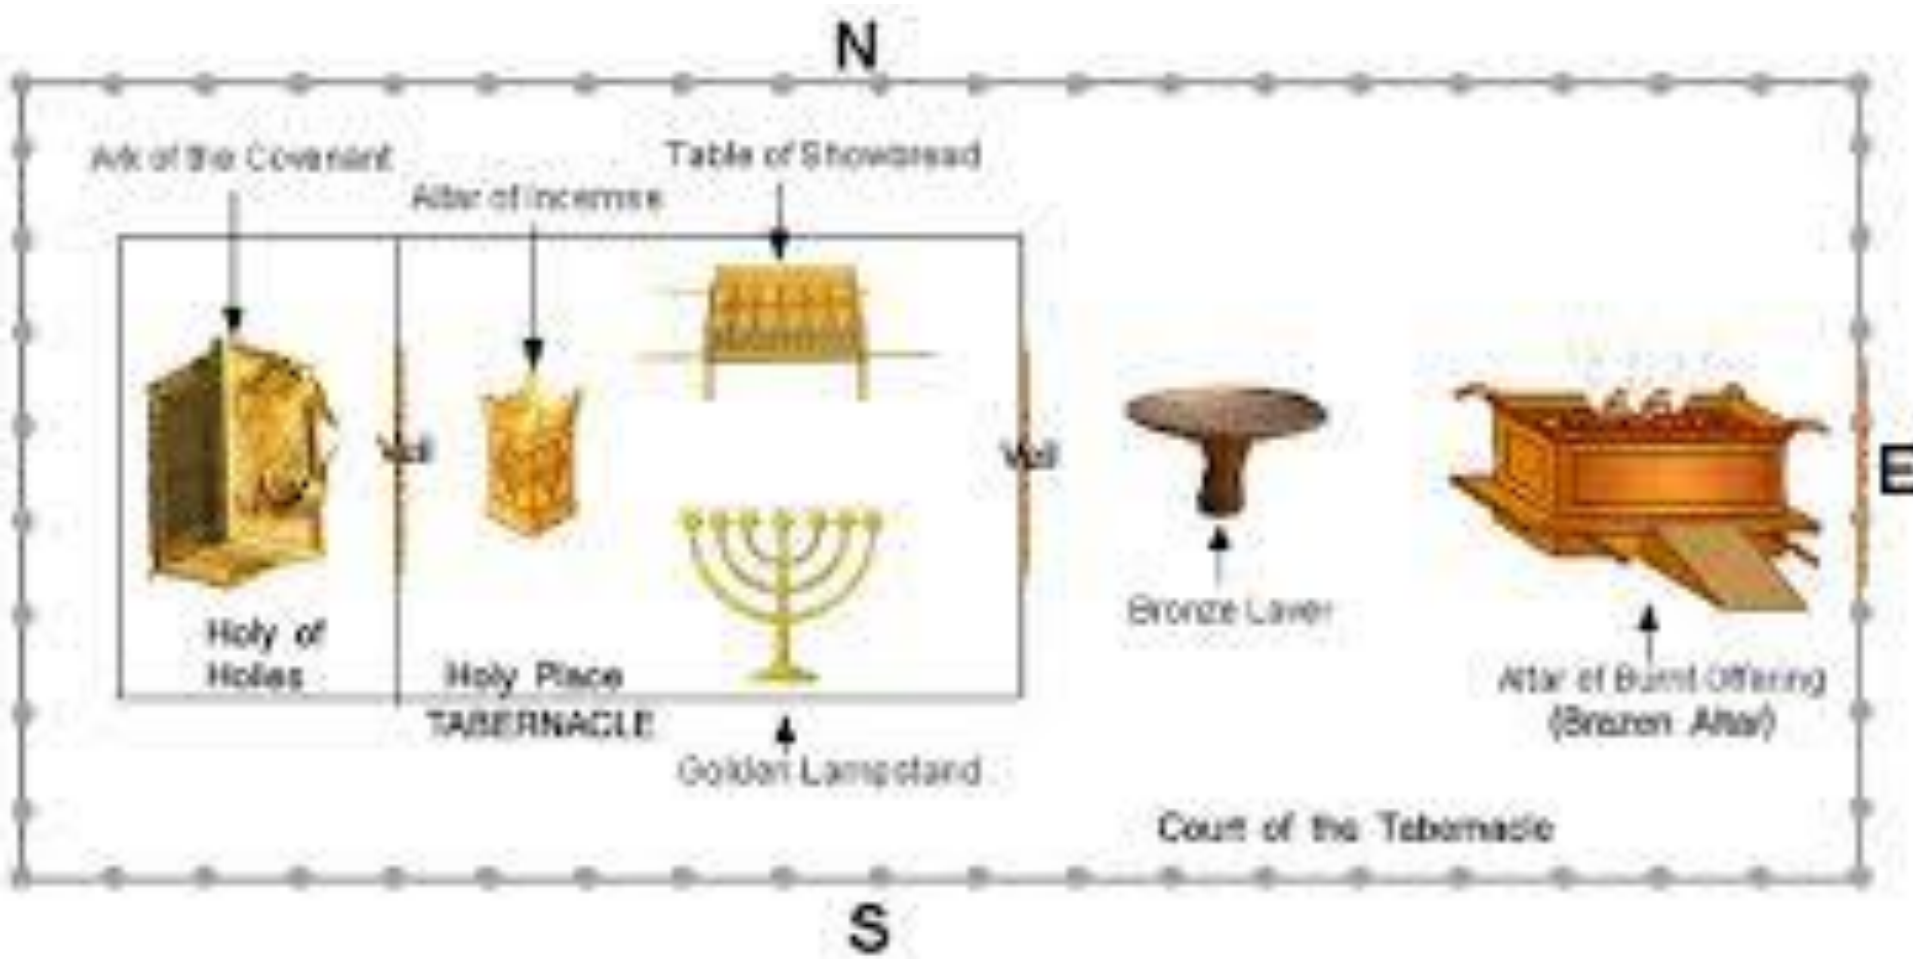 N
Ark of the Covenant
Table of Showbread
Altar of Incense
Veil
Veil
E
Bronze Laver
Holy of
Holies
Holy Place
Altar of Burnt Offering
(Brazen Altar)
TABERNACLE
Golden Lampstand
Court of the Tabernacle
S